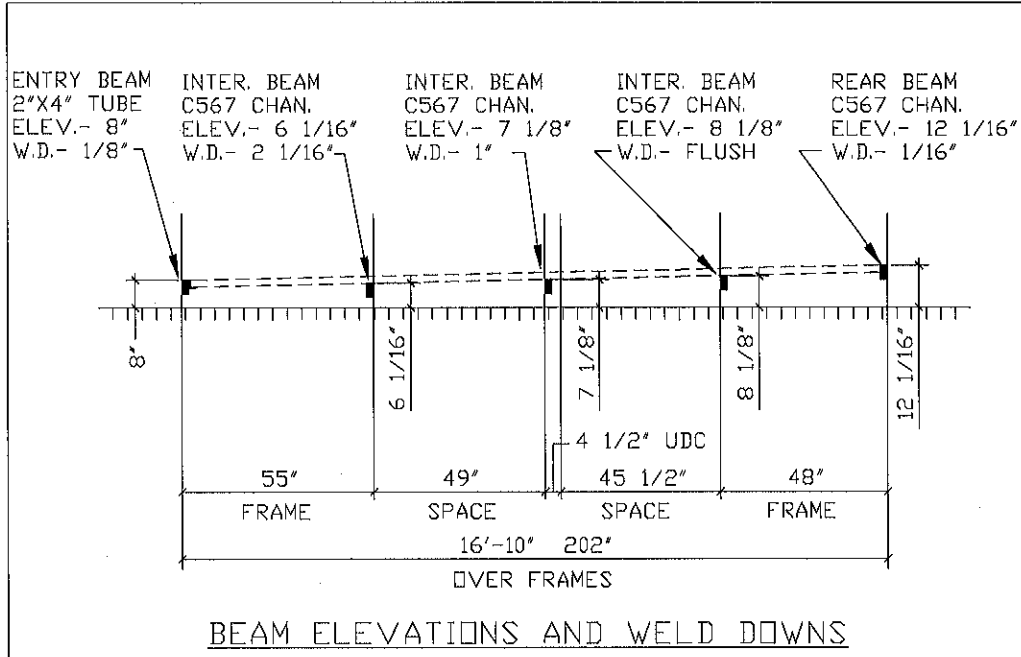 ENTRY BEAM
2"X4" TUBE
ELEV.- 8"
W.D.- 1/8"
INTER. BEAM
C567 CHAN.
ELEV.- 6 1/16"
W.D.- 2 1/16"
INTER. BEAM
C567 CHAN.
ELEV.- 7 1/8"
W.D.- 1"
INTER. BEAM
C567 CHAN.
ELEV.- 8 1/8"
W.D.- FLUSH
REAR BEAM
C567 CHAN.
ELEV.- 12 1/16"
W.D.- 1/16"
8"
6 1/16"
7 1/8"
8 1/8"
12 1/16"
4 1/2" UDC
55"
49"
45 1/2"
48"
FRAME
SPACE
SPACE
FRAME
16'-10" 202"
OVER FRAMES
BEAM ELEVATIONS AND WELD DOWNS